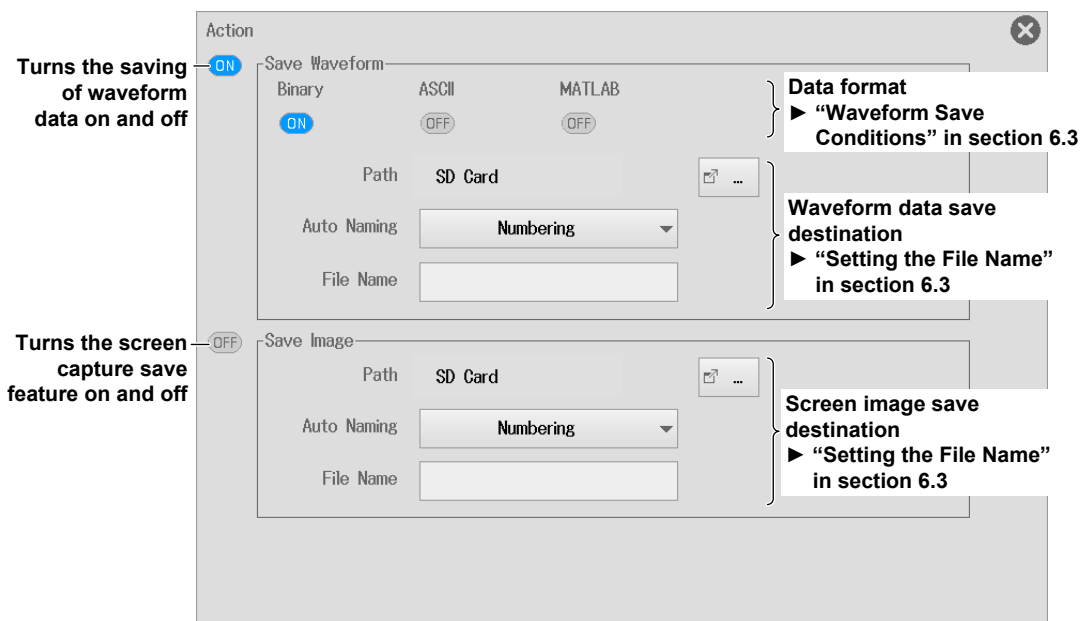 Action
Turns the saving
of waveform
data on and off
ON
Save Waveform
Binary
ASCII
MATLAB
ON
OFF
OFF
Data format
► “Waveform Save
Conditions” in section 6.3
Path
SD Card
...
Auto Naming
Numbering
File Name
Waveform data save
destination
► “Setting the File Name”
in section 6.3
Turns the screen
capture save
feature on and off
OFF
Save Image
Path
SD Card
...
Auto Naming
Numbering
File Name
Screen image save
destination
► “Setting the File Name”
in section 6.3